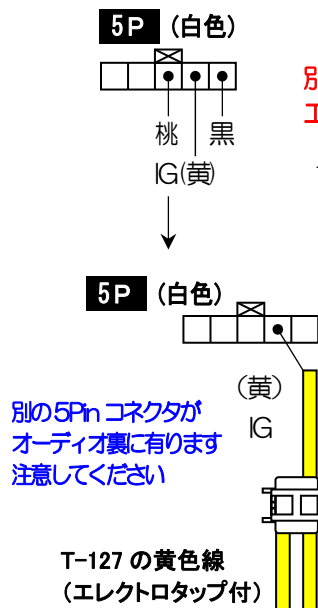 5P (白色)
別
エ
桃 黒
IG(黄)
5P (白色)
(黄)
IG
別の5Pin コネクタが
オーディオ裏に有ります
注意してください
T-127 の黄色線
(エレクトロタップ付)